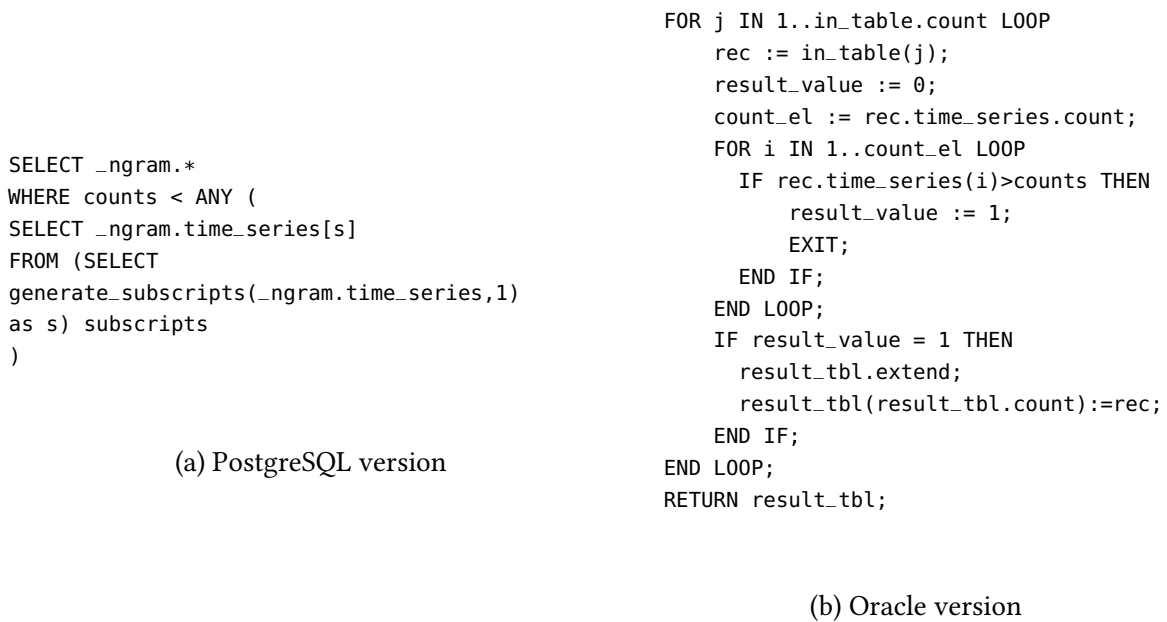 SELECT _ngram.*
WHERE counts < ANY (
SELECT _ngram.time_series[s]
FROM (SELECT
generate_subscripts(_ngram.time_series,1)
as s) subscripts
)
(a) PostgreSQL version
FOR j IN 1..in_table.count LOOP
    rec := in_table(j);
    result_value := 0;
    count_el := rec.time_series.count;
    FOR i IN 1..count_el LOOP
      IF rec.time_series(i)>counts THEN
          result_value := 1;
          EXIT;
      END IF;
    END LOOP;
    IF result_value = 1 THEN
      result_tbl.extend;
      result_tbl(result_tbl.count):=rec;
    END IF;
END LOOP;
RETURN result_tbl;
(b) Oracle version